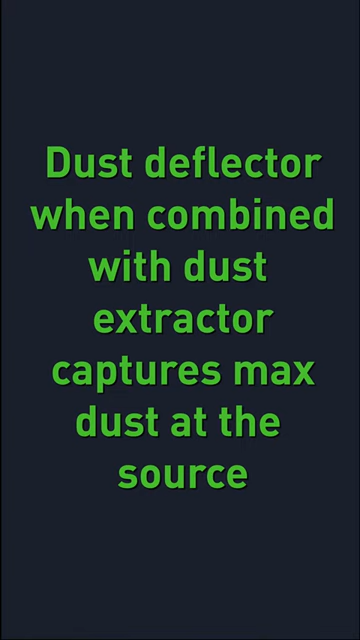 Dust deflector
when combined
with dust
extractor
captures max
dust at the
source